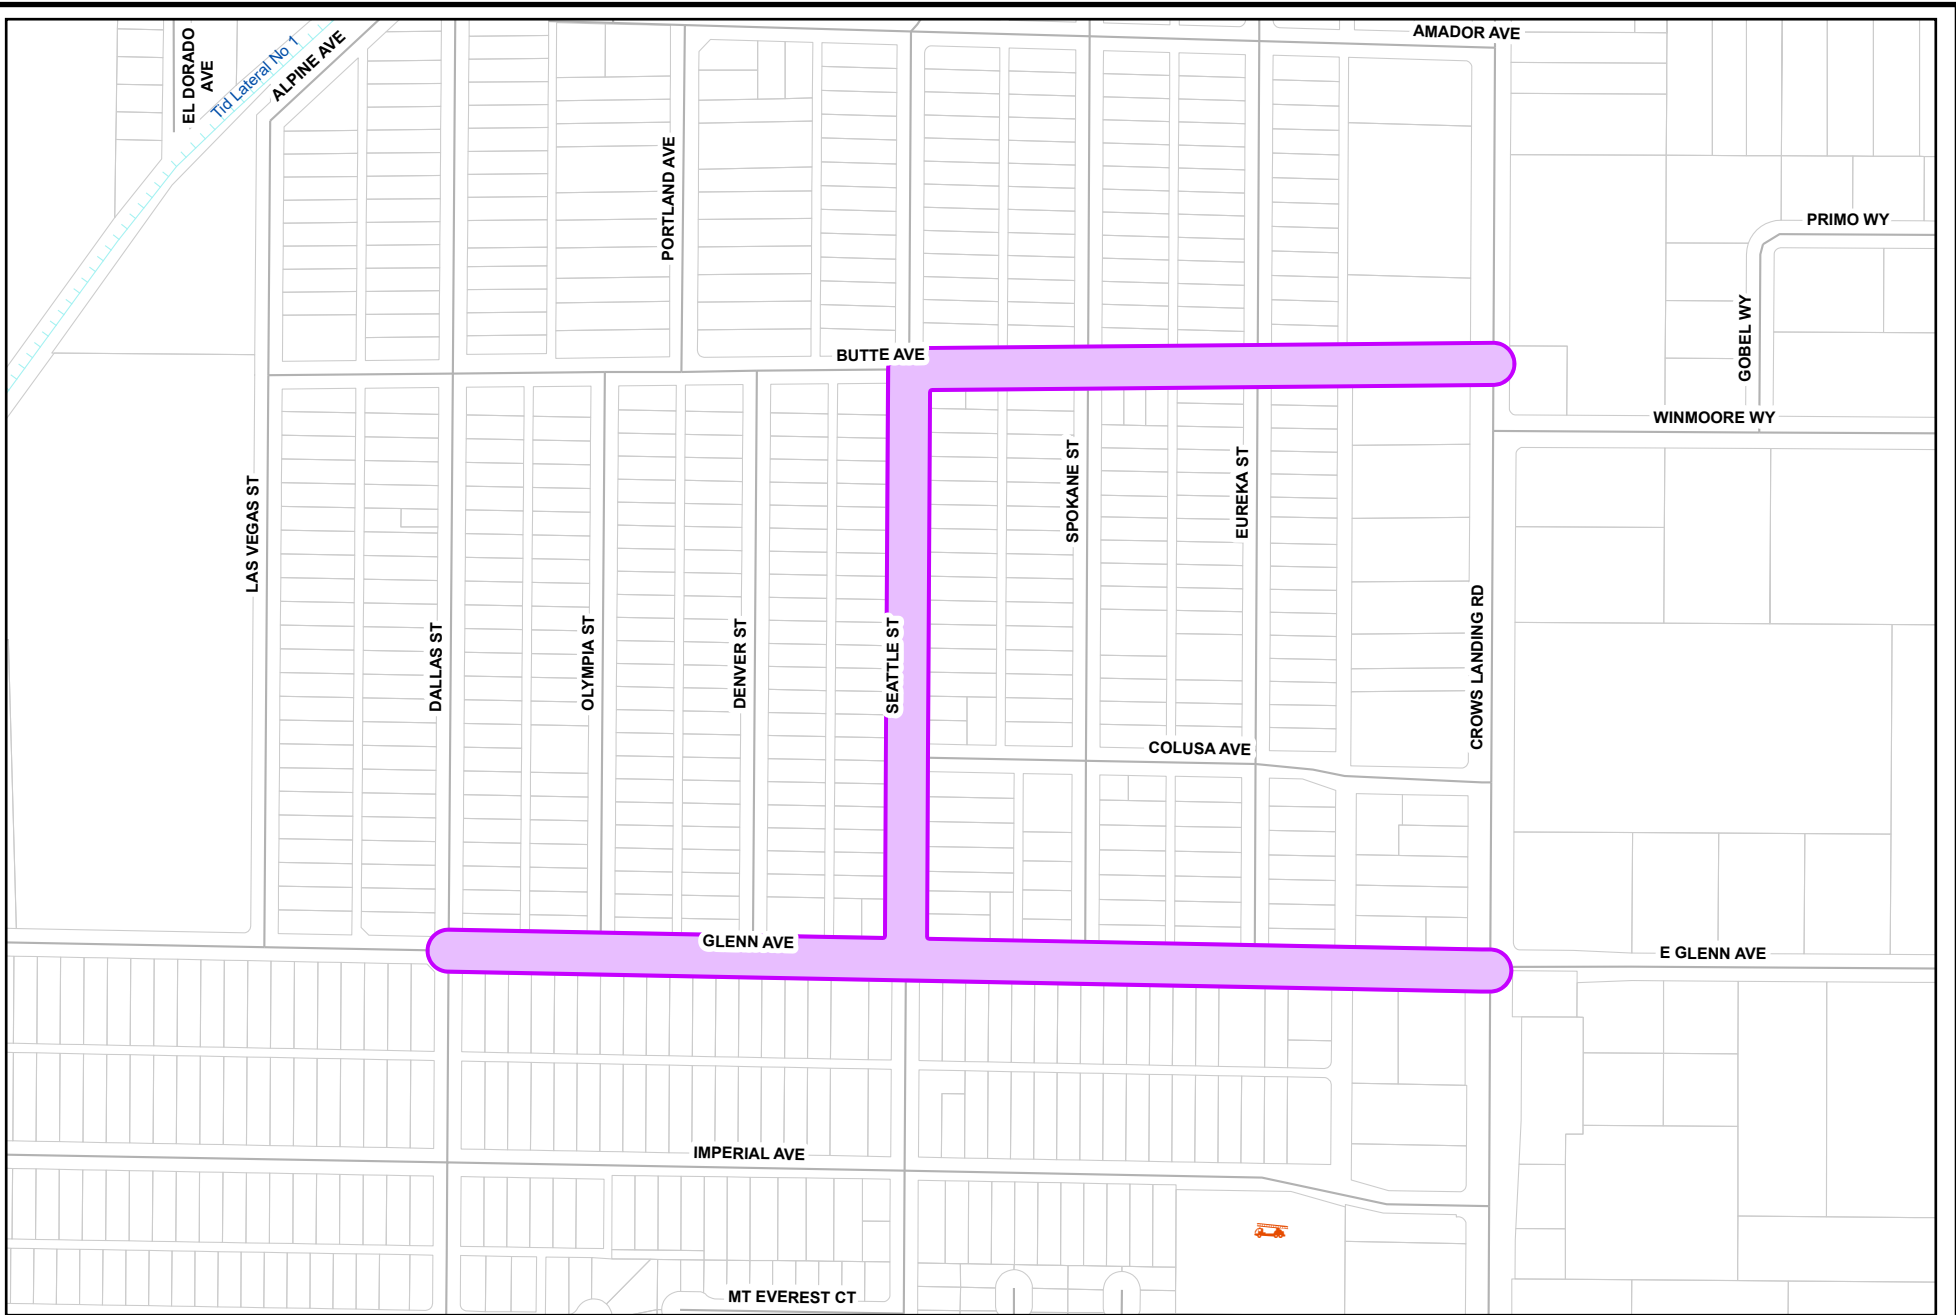 AMADOR AVE
EL DORADO
AVE
Tid Lateral No 1
ALPINE AVE
PORTLAND AVE
PRIMO WY
GOBEL WY
BUTTE AVE
WINMOORE WY
LAS VEGAS ST
SPOKANE ST
EUREKA ST
DALLAS ST
OLYMPIA ST
DENVER ST
SEATTLE ST
CROWS LANDING RD
COLUSA AVE
GLENN AVE
E GLENN AVE
IMPERIAL AVE
MT EVEREST CT